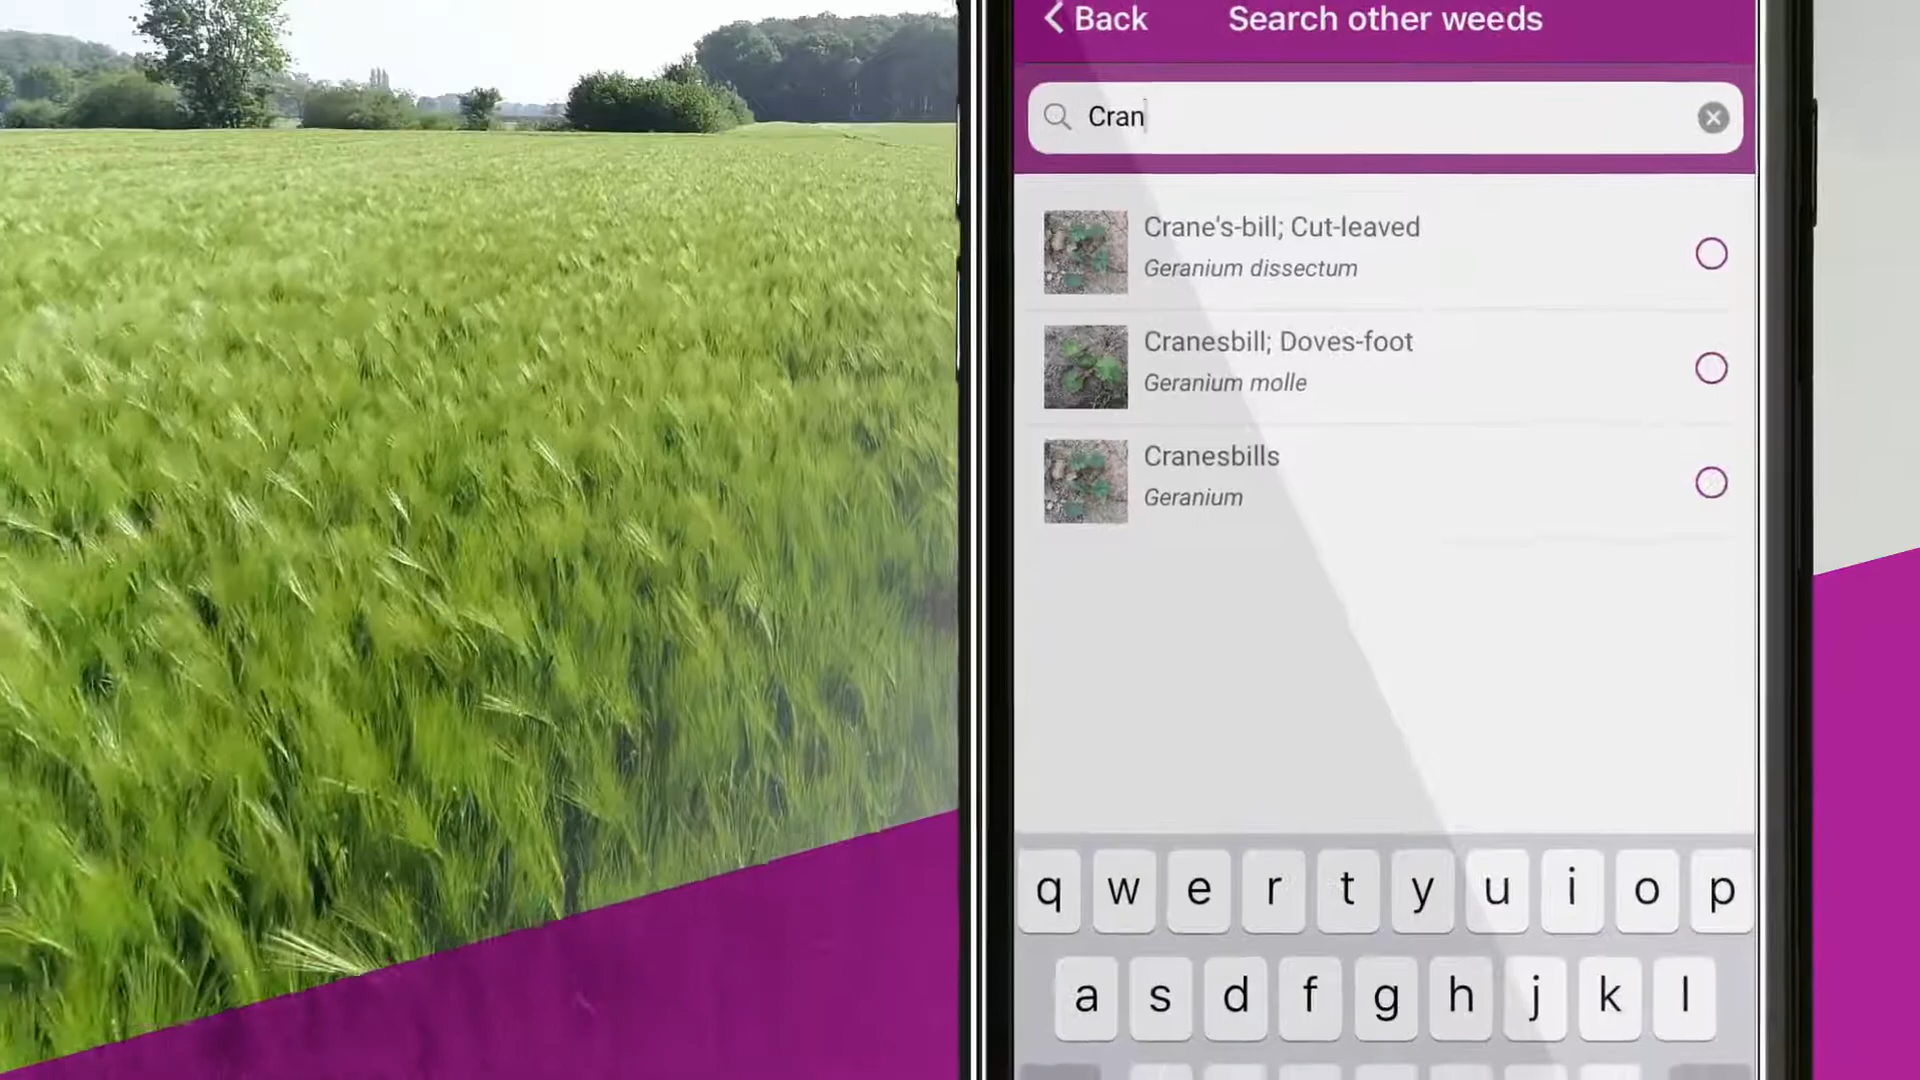 Back
Search other weeds
Cran
Crane's-bill; Cut-leaved
Geranium dissectum
Cranesbill; Doves-foot
Geranium molle
Cranesbills
Geranium
q w e r t y u i o p
a s d f g h j k l